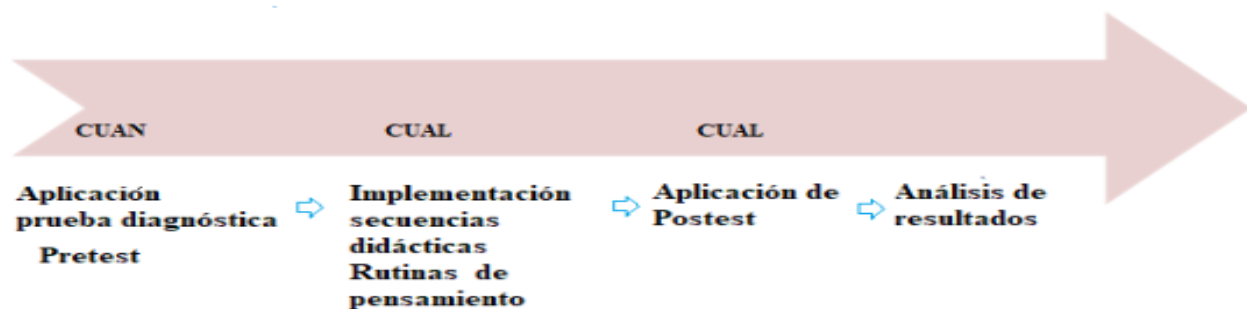 CUAN CUAL CUAL
Aplicación
prueba diagnóstica
Pretest
Implementación
secuencias
didácticas
Rutinas de
pensamiento
Aplicación de
Postest
Análisis de
resultados